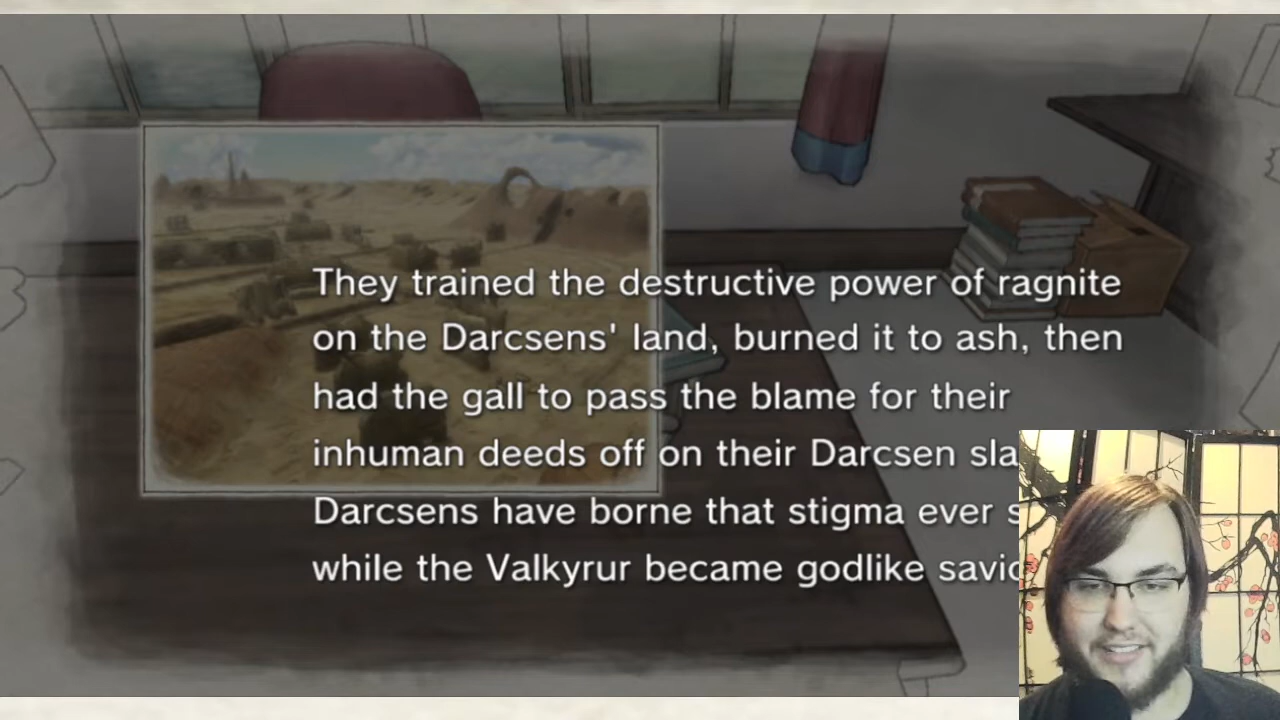 They trained the destructive power of ragnite
on the Darcsens' land, burned it to ash, then
had the gall to pass the blame for their
inhuman deeds off on their Darcsen
Darcsens have borne that stigma ever
while the Valkyrur became godlike